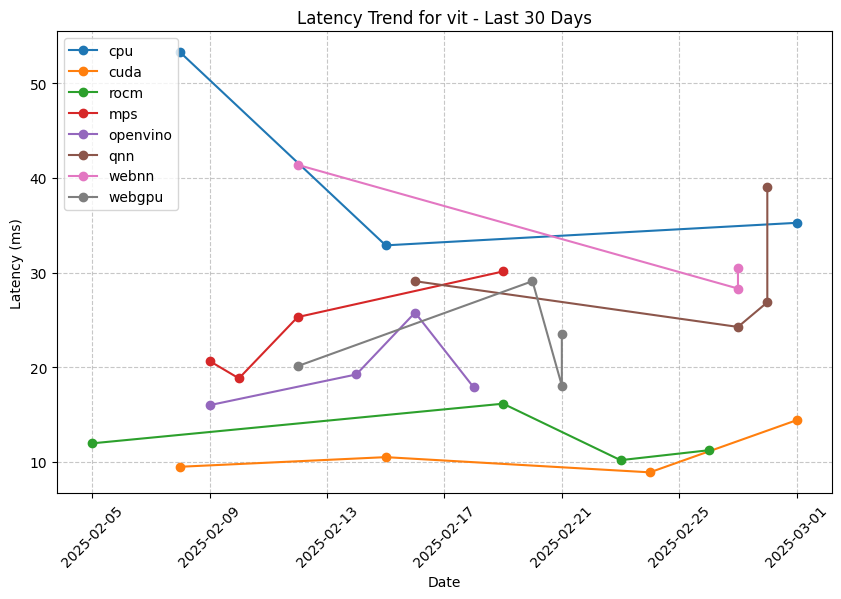 Latency Trend for vit - Last 30 Days
cpu
cuda
rocm
mps
openvino
qnn
webnn
webgpu
Latency (ms)
50
40
30
20
10
2025-02-05
2025-02-09
2025-02-13
2025-02-17
2025-02-21
2025-02-25
2025-03-01
Date